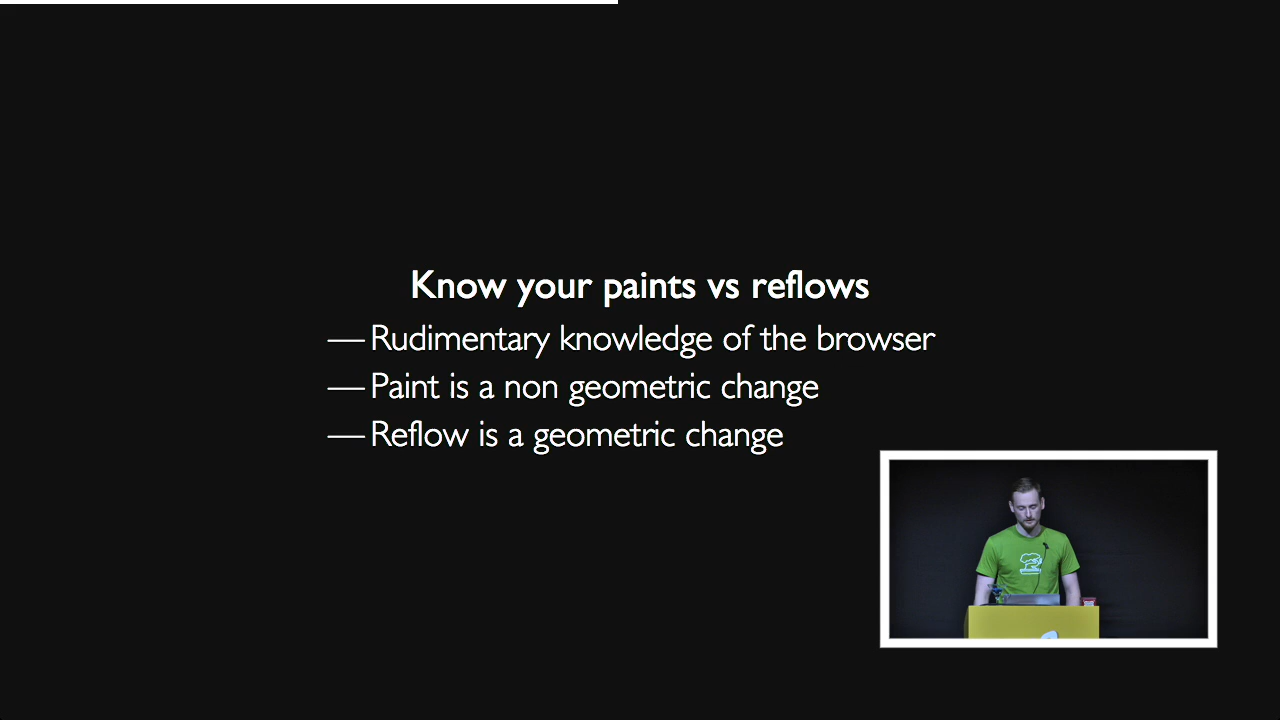 Know your paints vs reflows
— Rudimentary knowledge of the browser
— Paint is a non geometric change
— Reflow is a geometric change